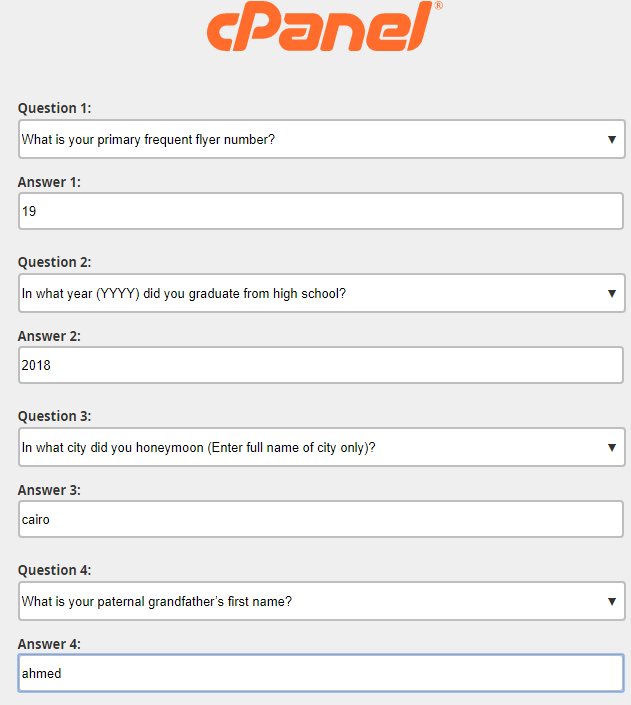 cPanel®
Question 1:
What is your primary frequent flyer number?
Answer 1:
19
Question 2:
In what year (YYYY) did you graduate from high school?
Answer 2:
2018
Question 3:
In what city did you honeymoon (Enter full name of city only)?
Answer 3:
cairo
Question 4:
What is your paternal grandfather's first name?
Answer 4:
ahmed